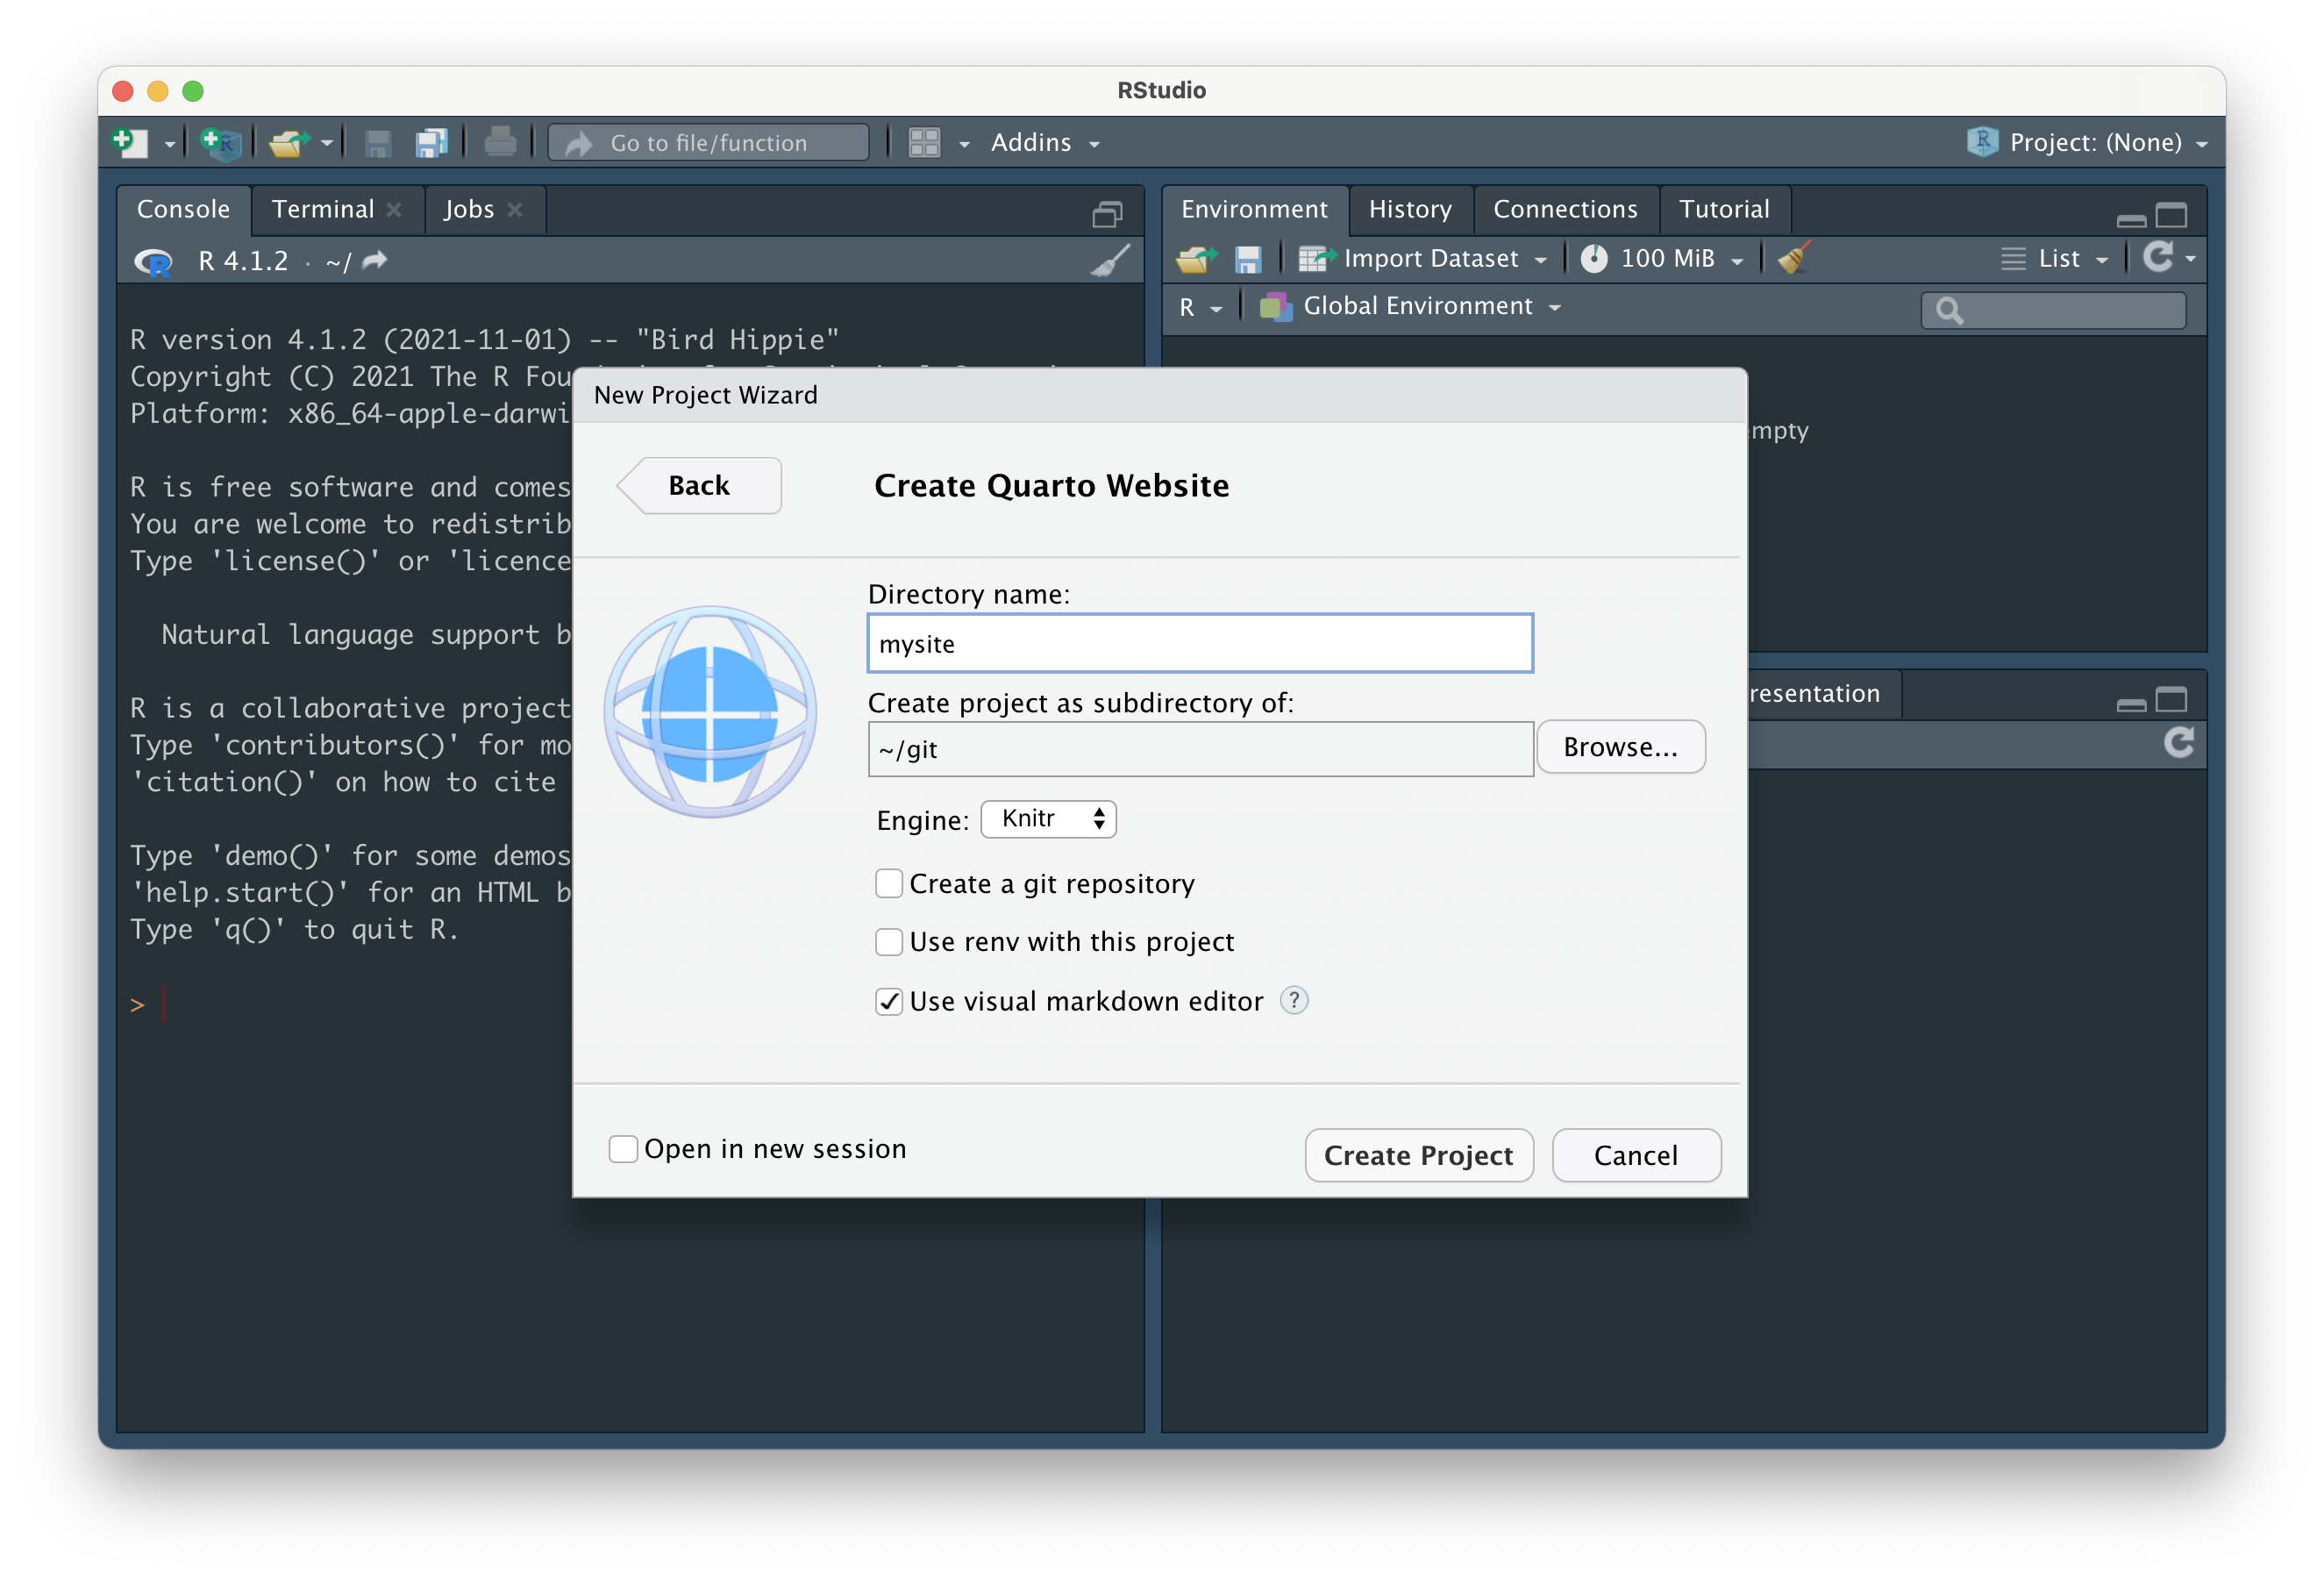 RStudio
Go to file/function
Addins
Project: (None)
Console
Terminal
Jobs
R 4.1.2 · ~/
R version 4.1.2 (2021-11-01) -- "Bird Hippie"
Copyright (C) 2021 The R Fou
Platform: x86_64-apple-darwi
R is free software and comes
You are welcome to redistrib
Type 'license()' or 'licence
Natural language support b
R is a collaborative project
Type 'contributors()' for mo
'citation()' on how to cite
Type 'demo()' for some demos
'help.start()' for an HTML b
Type 'q()' to quit R.
>
Environment
History
Connections
Tutorial
Import Dataset
100 MiB
List
R
Global Environment
mpty
resentation
New Project Wizard
Back
Create Quarto Website
Directory name:
mysite
Create project as subdirectory of:
~/git
Browse...
Engine:
Knitr
Create a git repository
Use renv with this project
Use visual markdown editor
?
Open in new session
Create Project
Cancel